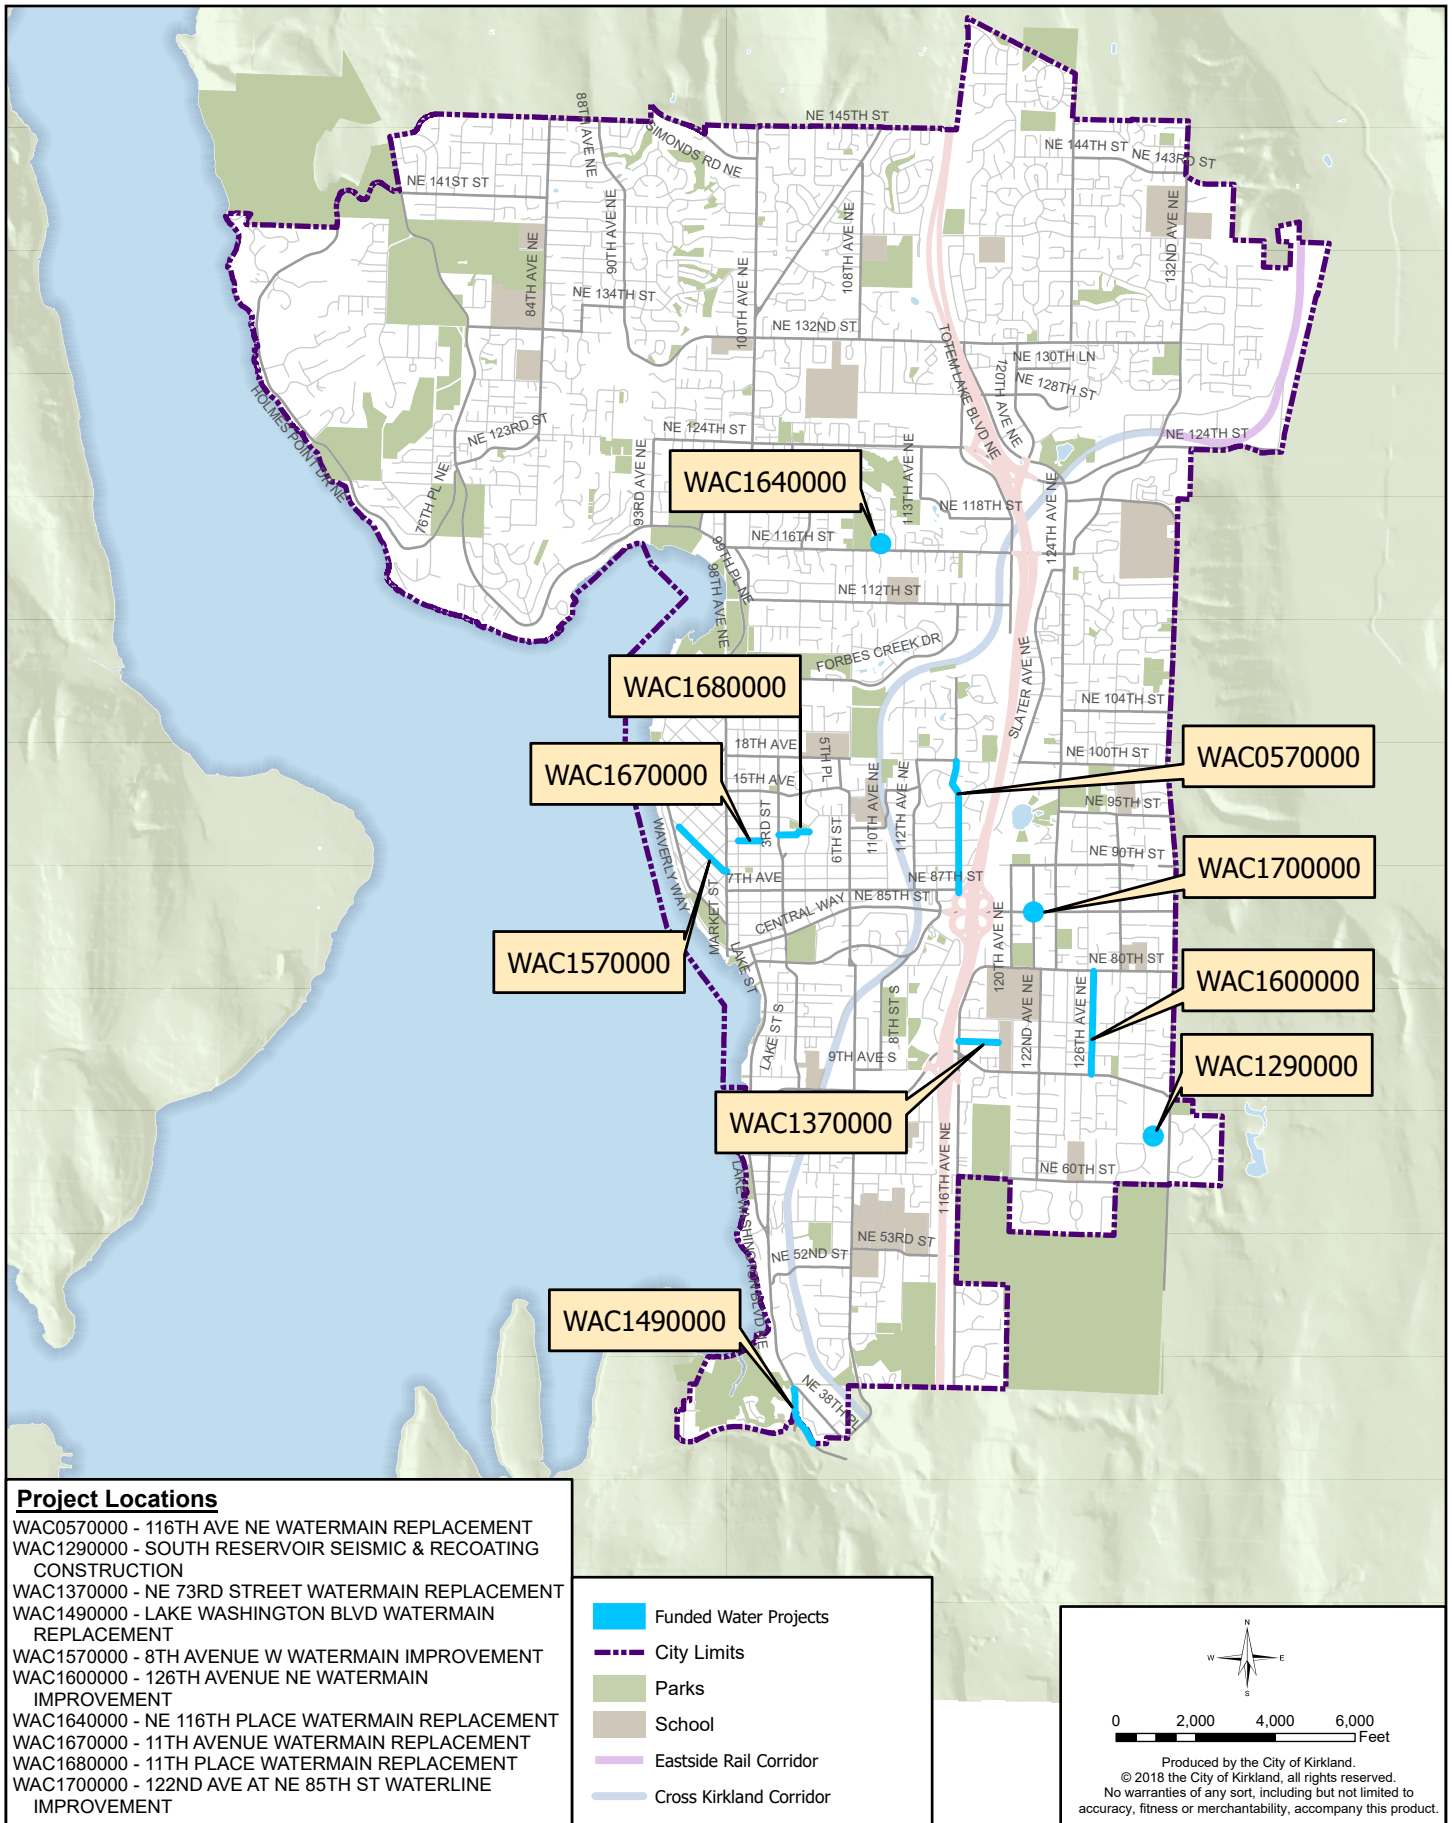 NE 145TH ST
88TH AVE NE
SIMONDS RD NE
NE 144TH ST
NE 143RD ST
NE 141ST ST
90TH AVE NE
84TH AVE NE
108TH AVE NE
132ND AVE NE
100TH AVE NE
NE 134TH ST
NE 132ND ST
TOTEM LAKE BLVD NE
120TH AVE NE
NE 130TH LN
NE 128TH ST
HOLMES POINT DR NE
NE 123RD ST
NE 124TH ST
NE 124TH ST
76TH PL NE
93RD AVE NE
113TH AVE NE
WAC1640000
NE 118TH ST
124TH AVE NE
NE 116TH ST
99TH PL NE
98TH AVE NE
NE 112TH ST
FORBES CREEK DR
SLATER AVE NE
WAC1680000
NE 104TH ST
18TH AVE
5TH PL
NE 100TH ST
WAC0570000
WAC1670000
15TH AVE
110TH AVE NE
112TH AVE NE
NE 95TH ST
3RD ST
6TH ST
WAVERLY WAY
NE 90TH ST
WAC1700000
7TH AVE
NE 87TH ST
MARKET ST
CENTRAL WAY
NE 85TH ST
120TH AVE NE
WAC1570000
LAKE ST
NE 80TH ST
WAC1600000
122ND AVE NE
126TH AVE NE
LAKE ST S
8TH ST S
9TH AVE S
WAC1290000
WAC1370000
116TH AVE NE
NE 60TH ST
LAKE WASHINGTON BLVD NE
NE 53RD ST
NE 52ND ST
WAC1490000
NE 38TH PL
Project Locations
WAC0570000 - 116TH AVE NE WATERMAIN REPLACEMENT
WAC1290000 - SOUTH RESERVOIR SEISMIC & RECOATING
CONSTRUCTION
WAC1370000 - NE 73RD STREET WATERMAIN REPLACEMENT
WAC1490000 - LAKE WASHINGTON BLVD WATERMAIN
REPLACEMENT
WAC1570000 - 8TH AVENUE W WATERMAIN IMPROVEMENT
WAC1600000 - 126TH AVENUE NE WATERMAIN
IMPROVEMENT
WAC1640000 - NE 116TH PLACE WATERMAIN REPLACEMENT
WAC1670000 - 11TH AVENUE WATERMAIN REPLACEMENT
WAC1680000 - 11TH PLACE WATERMAIN REPLACEMENT
WAC1700000 - 122ND AVE AT NE 85TH ST WATERLINE
IMPROVEMENT
Funded Water Projects
City Limits
Parks
School
Eastside Rail Corridor
Cross Kirkland Corridor
N
W E
S
0 2,000 4,000 6,000
Feet
Produced by the City of Kirkland.
© 2018 the City of Kirkland, all rights reserved.
No warranties of any sort, including but not limited to
accuracy, fitness or merchantability, accompany this product.